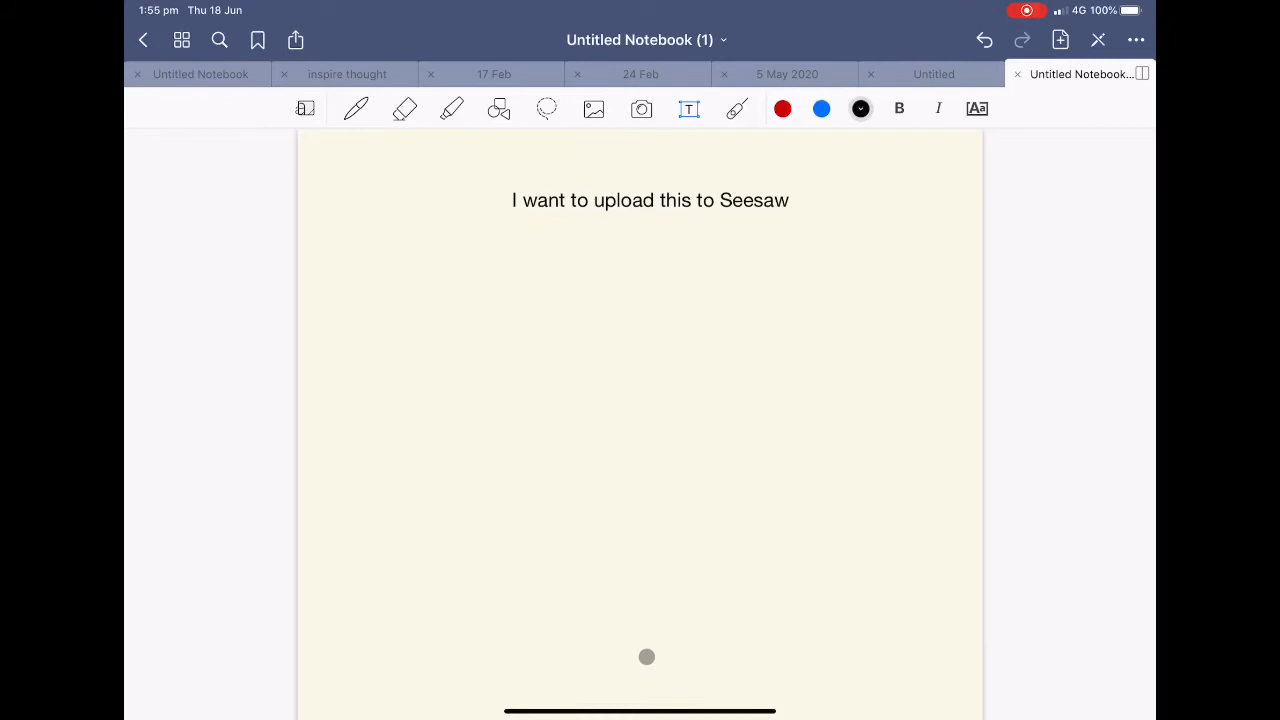 1:55 pm Thu 18 Jun
4G 100%
Untitled Notebook (1)
Untitled Notebook
inspire thought
17 Feb
24 Feb
5 May 2020
Untitled
Untitled Notebook...
T
B
I
Aa
I want to upload this to Seesaw